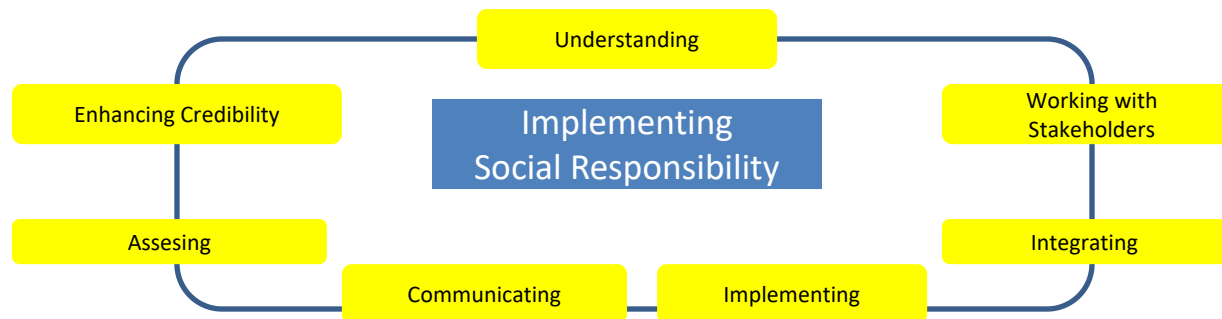 Understanding
Enhancing Credibility
Implementing
Social Responsibility
Working with
Stakeholders
Assesing
Integrating
Communicating
Implementing